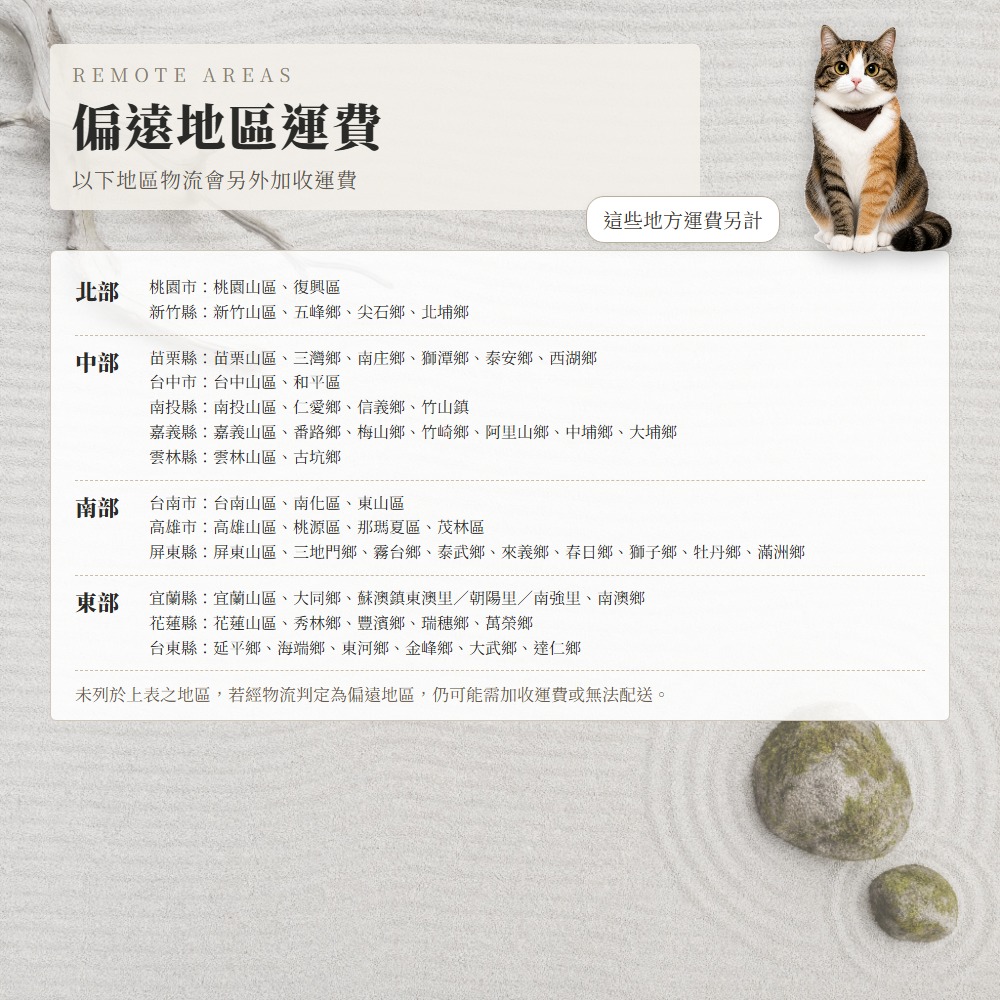 REMOTE AREAS
偏遠地區運費
以下地區物流會另外加收運費
這些地方運費另計
北部
桃園市：桃園山區、復興區
新竹縣：新竹山區、五峰鄉、尖石鄉、北埔鄉
中部
苗栗縣：苗栗山區、三灣鄉、南庄鄉、獅潭鄉、泰安鄉、西湖鄉
台中市：台中山區、和平區
南投縣：南投山區、仁愛鄉、信義鄉、竹山鎮
嘉義縣：嘉義山區、番路鄉、梅山鄉、竹崎鄉、阿里山鄉、中埔鄉、大埔鄉
雲林縣：雲林山區、古坑鄉
南部
台南市：台南山區、南化區、東山區
高雄市：高雄山區、桃源區、那瑪夏區、茂林區
屏東縣：屏東山區、三地門鄉、霧台鄉、泰武鄉、來義鄉、春日鄉、獅子鄉、牡丹鄉、滿洲鄉
東部
宜蘭縣：宜蘭山區、大同鄉、蘇澳鎮東澳里／朝陽里／南強里、南澳鄉
花蓮縣：花蓮山區、秀林鄉、豐濱鄉、瑞穗鄉、萬榮鄉
台東縣：延平鄉、海端鄉、東河鄉、金峰鄉、大武鄉、達仁鄉
未列於上表之地區，若經物流判定為偏遠地區，仍可能需加收運費或無法配送。